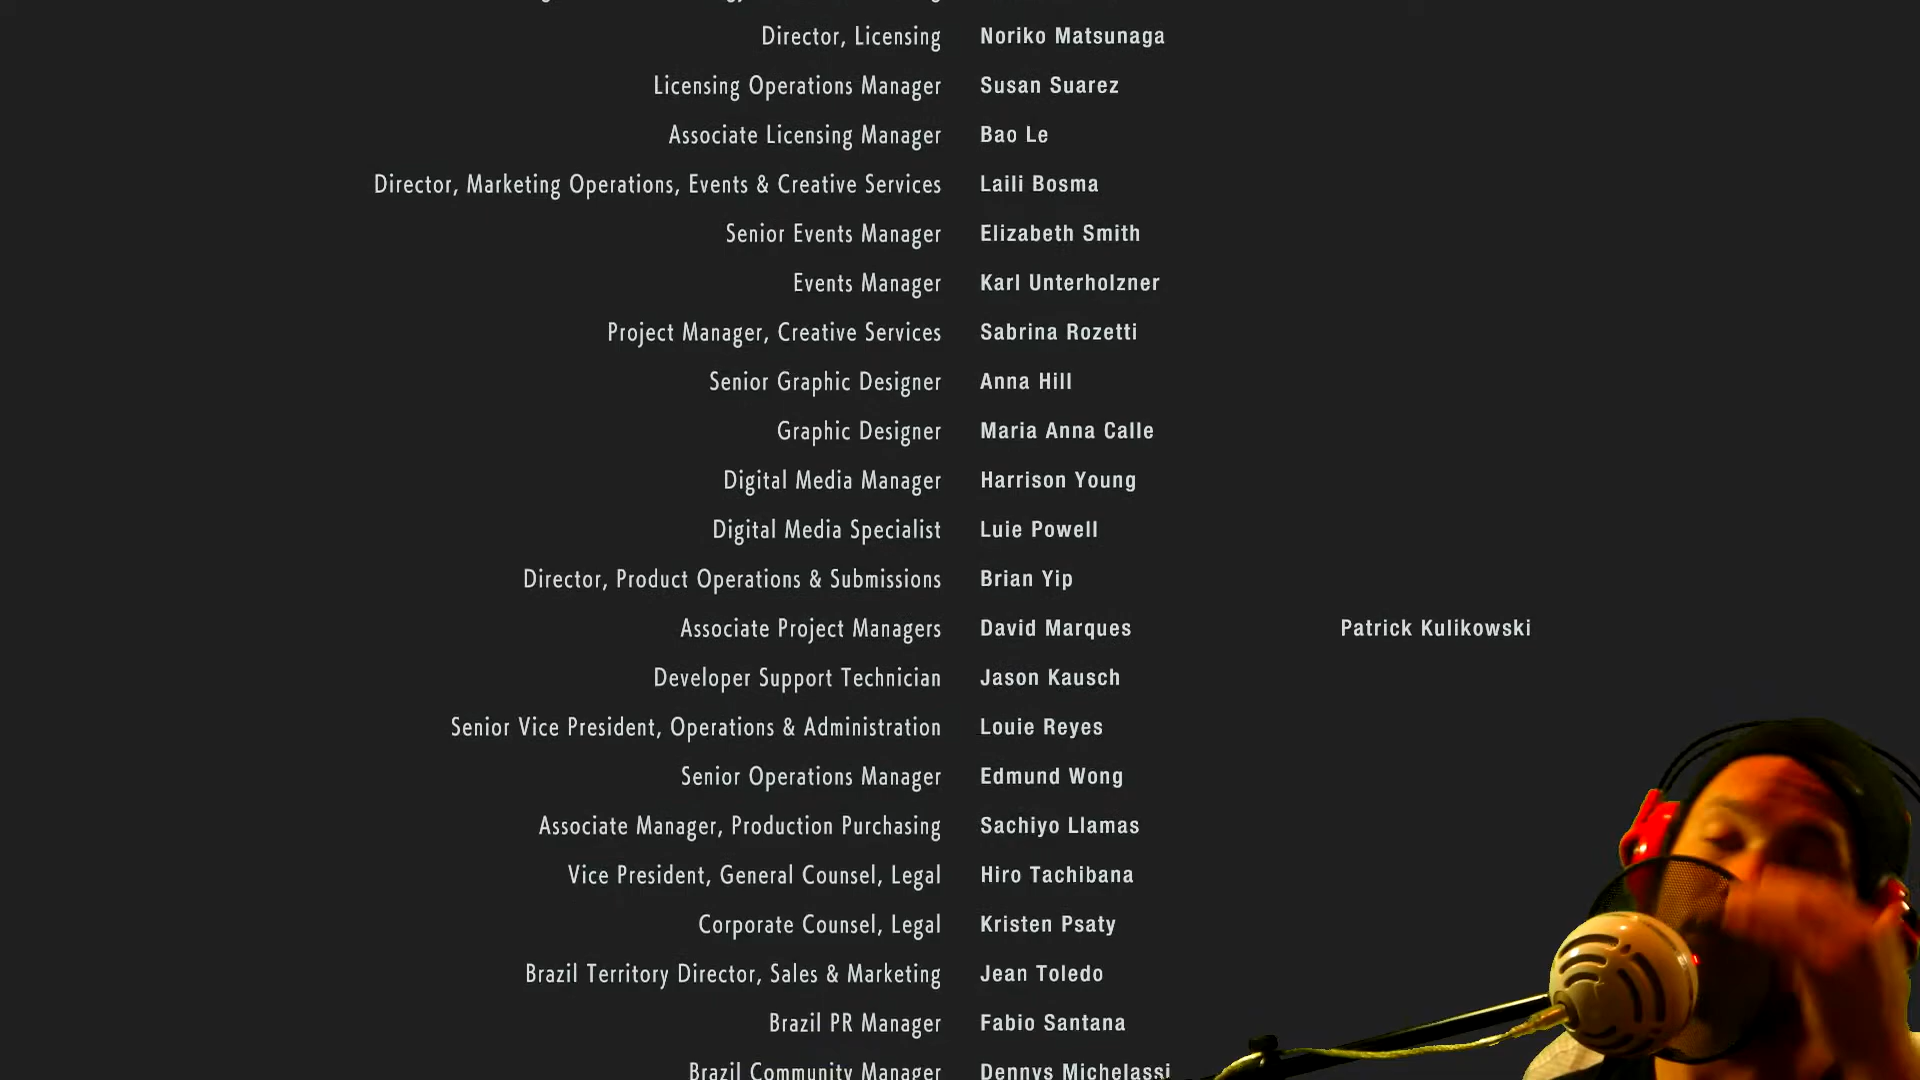 Director, Licensing Noriko Matsunaga
Licensing Operations Manager Susan Suarez
Associate Licensing Manager Bao Le
Director, Marketing Operations, Events & Creative Services Laili Bosma
Senior Events Manager Elizabeth Smith
Events Manager Karl Unterholzner
Project Manager, Creative Services Sabrina Rozetti
Senior Graphic Designer Anna Hill
Graphic Designer Maria Anna Calle
Digital Media Manager Harrison Young
Digital Media Specialist Luie Powell
Director, Product Operations & Submissions Brian Yip
Associate Project Managers David Marques Patrick Kulikowski
Developer Support Technician Jason Kausch
Senior Vice President, Operations & Administration Louie Reyes
Senior Operations Manager Edmund Wong
Associate Manager, Production Purchasing Sachiyo Llamas
Vice President, General Counsel, Legal Hiro Tachibana
Corporate Counsel, Legal Kristen Psaty
Brazil Territory Director, Sales & Marketing Jean Toledo
Brazil PR Manager Fabio Santana
Brazil Community Manager Dennys Michelassi